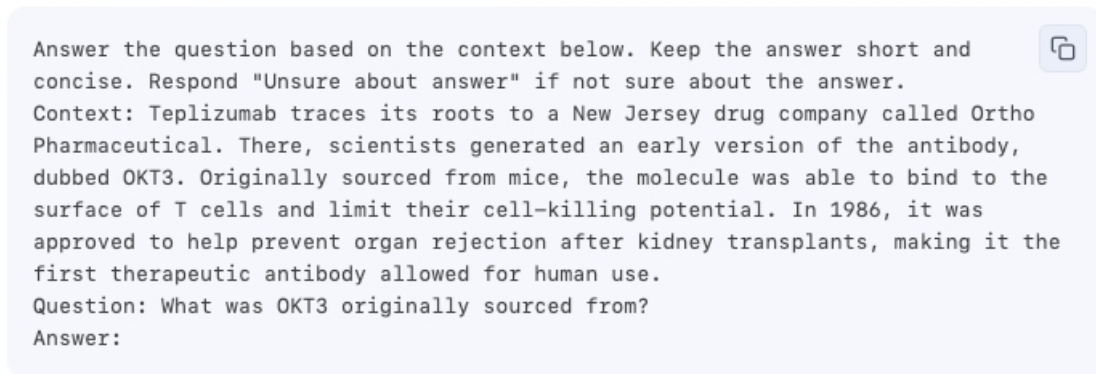 Answer the question based on the context below. Keep the answer short and
concise. Respond "Unsure about answer" if not sure about the answer.
Context: Teplizumab traces its roots to a New Jersey drug company called Ortho
Pharmaceutical. There, scientists generated an early version of the antibody,
dubbed OKT3. Originally sourced from mice, the molecule was able to bind to the
surface of T cells and limit their cell-killing potential. In 1986, it was
approved to help prevent organ rejection after kidney transplants, making it the
first therapeutic antibody allowed for human use.
Question: What was OKT3 originally sourced from?
Answer: